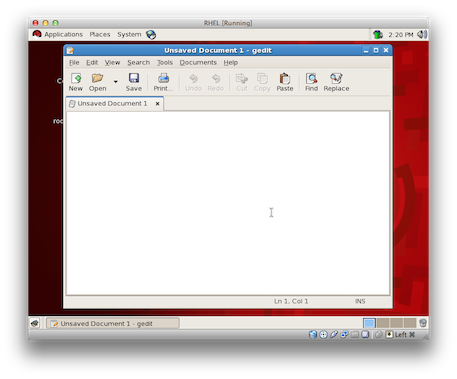 RHEL [Running]
Applications Places System 2:20 PM
Unsaved Document 1 - gedit
File Edit View Search Tools Documents Help
New Open Save Print... Undo Redo Cut Copy Paste Find Replace
Unsaved Document 1
Ln 1, Col 1 INS
Unsaved Document 1 - gedit
Left ⌘